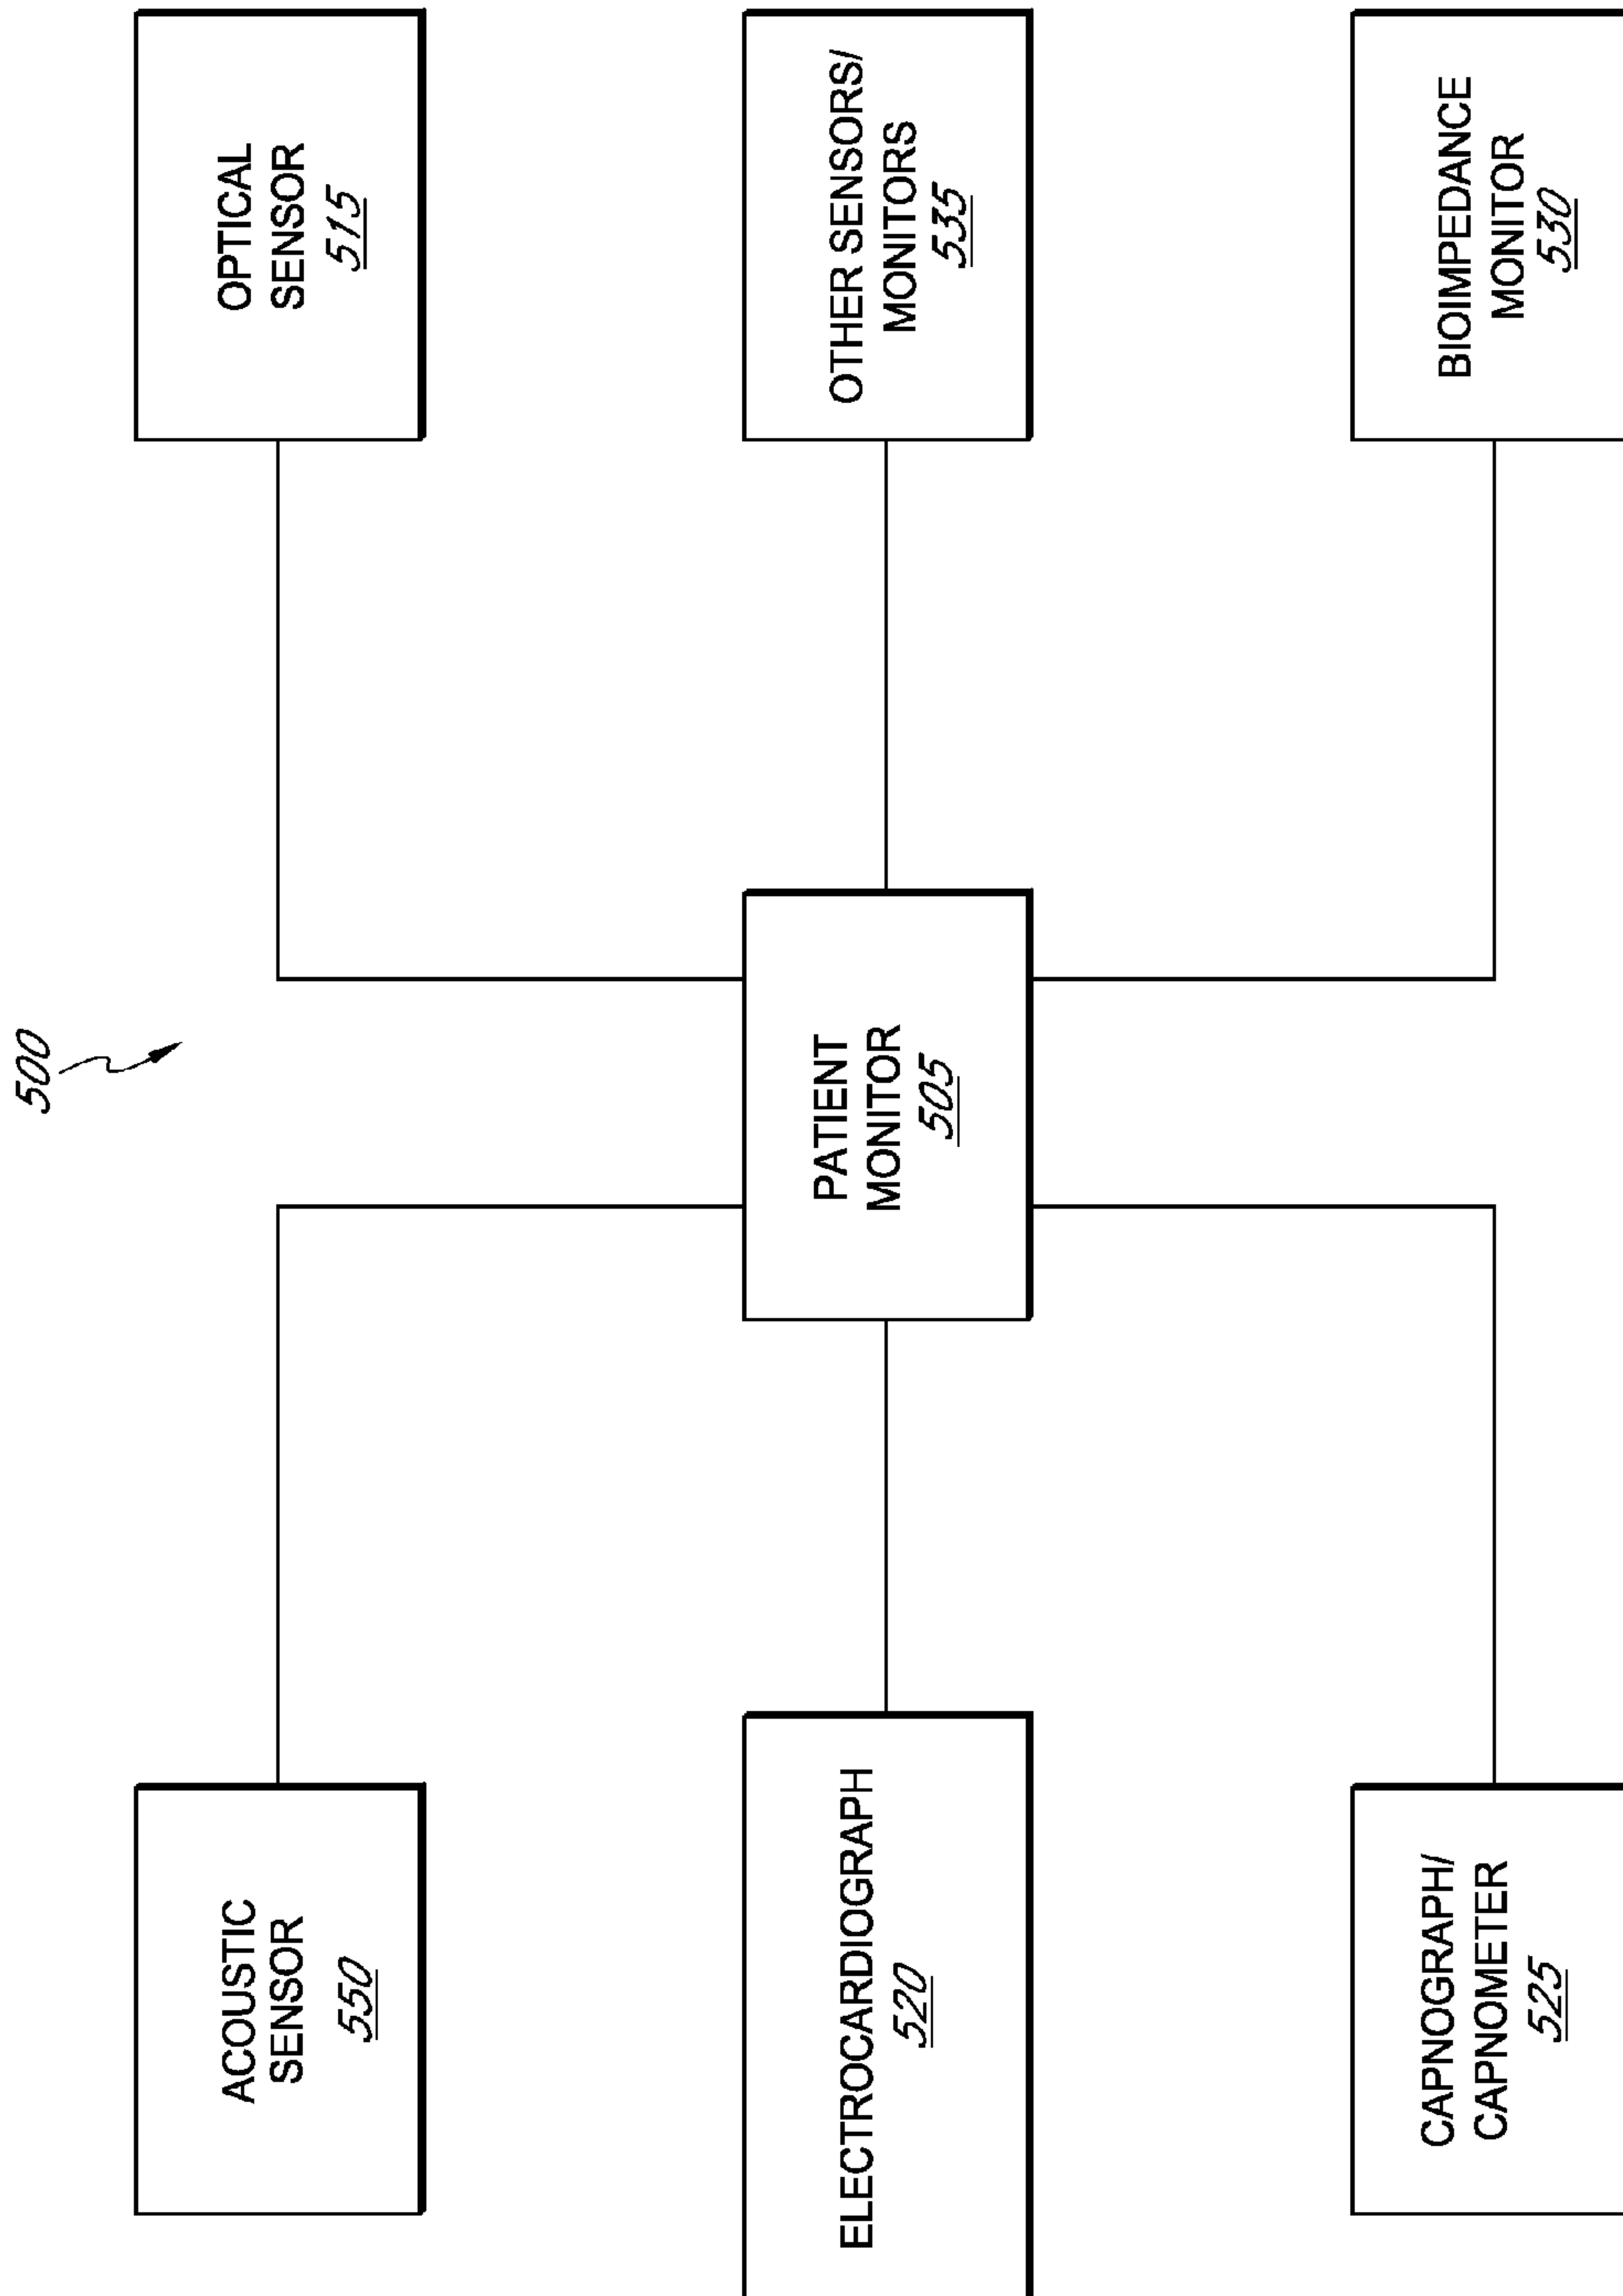 500
ACOUSTIC
SENSOR
550
OPTICAL
SENSOR
515
ELECTROCARDIOGRAPH
520
PATIENT
MONITOR
505
OTHER SENSORS/
MONITORS
535
CAPNOGRAPH/
CAPNOMETER
525
BIOIMPEDANCE
MONITOR
530